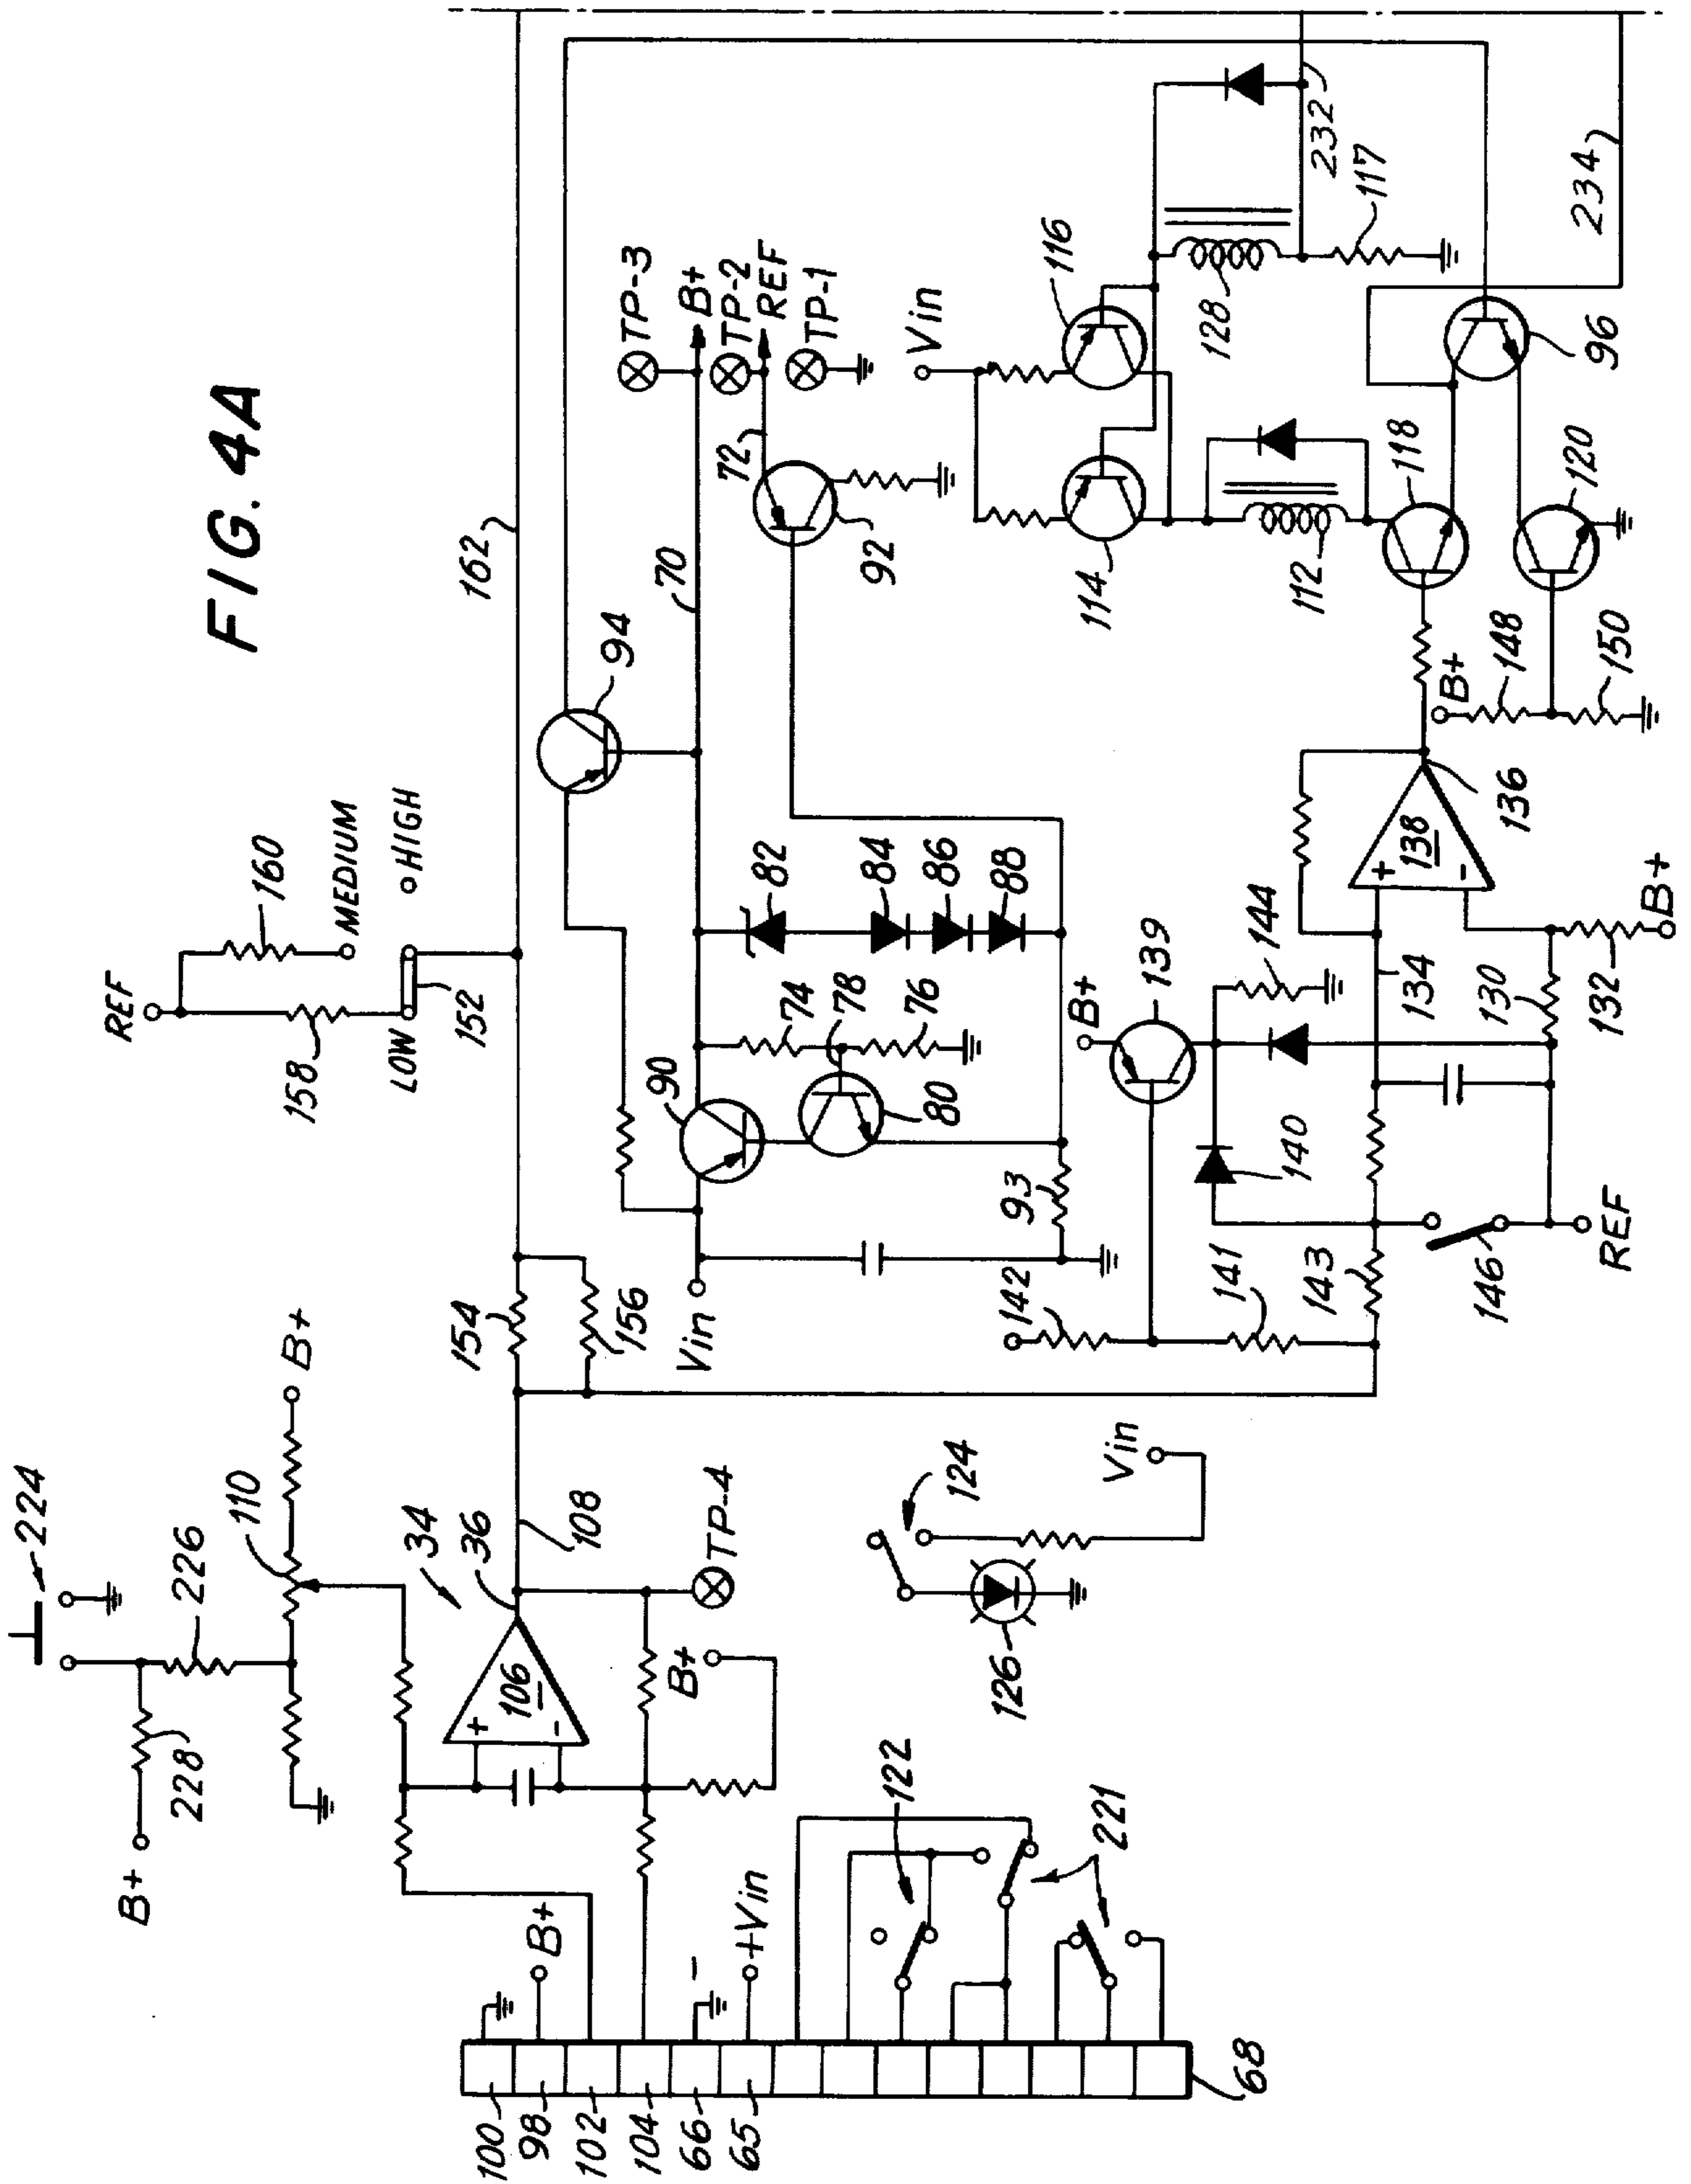 FIG. 4A
224
B+
228
226
110
B+
34
36
106
+
-
108
TP-4
B+
154
156
REF
158
160
LOW
MEDIUM
HIGH
152
162
94
70
TP-3
B+
TP-2
REF
TP-1
72
92
Vin
90
74
78
76
80
82
84
86
88
93
Vin
116
114
128
232
117
234
112
118
96
120
B+
148
150
142
141
143
146
REF
140
B+
139
144
134
130
132
B+
138
+
-
136
Vin
124
126
122
221
B+
-
+Vin
100
98
102
104
66
65
68